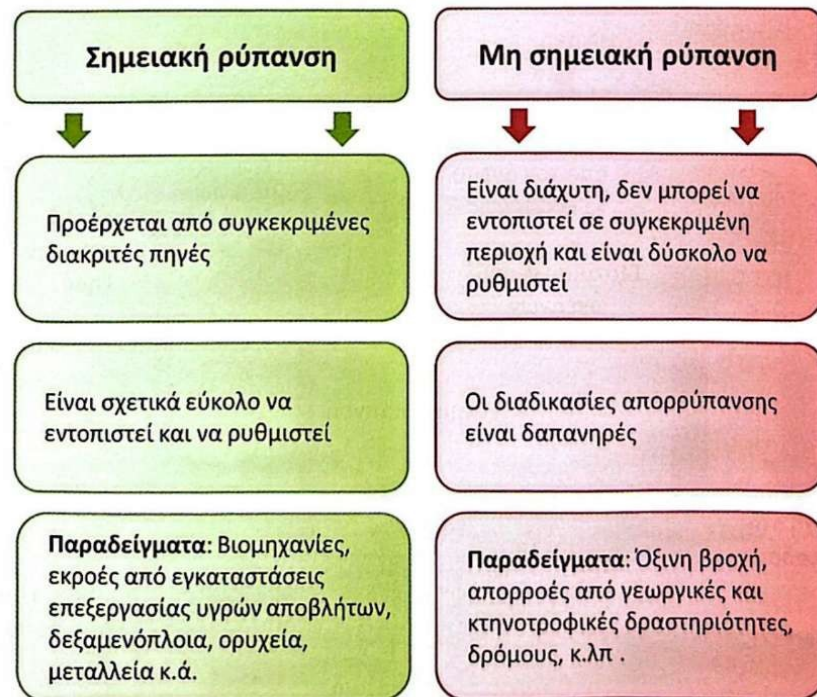 Σημειακή ρύπανση
Προέρχεται από συγκεκριμένες
διακριτές πηγές
Είναι σχετικά εύκολο να
εντοπιστεί και να ρυθμιστεί
Παραδείγματα: Βιομηχανίες,
εκροές από εγκαταστάσεις
επεξεργασίας υγρών αποβλήτων,
δεξαμενόπλοια, ορυχεία,
μεταλλεία κ.ά.
Μη σημειακή ρύπανση
Είναι διάχυτη, δεν μπορεί να
εντοπιστεί σε συγκεκριμένη
περιοχή και είναι δύσκολο να
ρυθμιστεί
Οι διαδικασίες απορρύπανσης
είναι δαπανηρές
Παραδείγματα: Όξινη βροχή,
απορροές από γεωργικές και
κτηνοτροφικές δραστηριότητες,
δρόμους, κ.λπ .